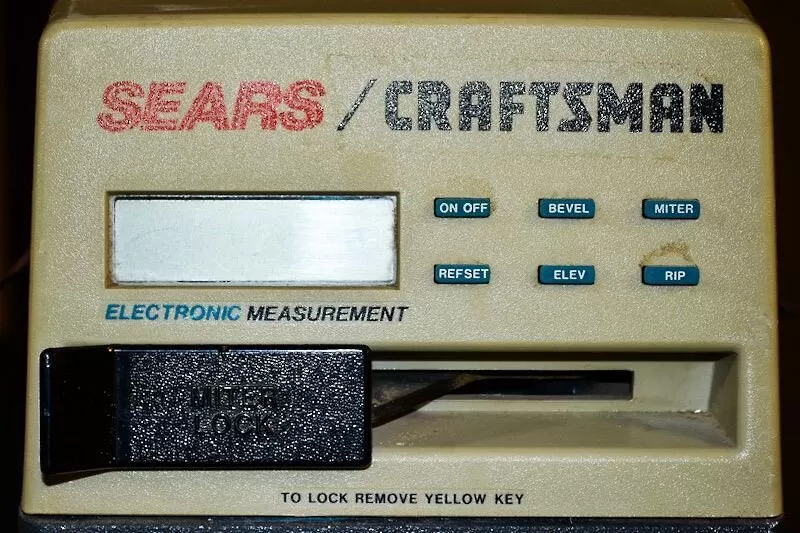 SEARS / CRAFTSMAN
ON OFF BEVEL MITER
REFSET ELEV RIP
ELECTRONIC MEASUREMENT
MITER
LOCK
TO LOCK REMOVE YELLOW KEY